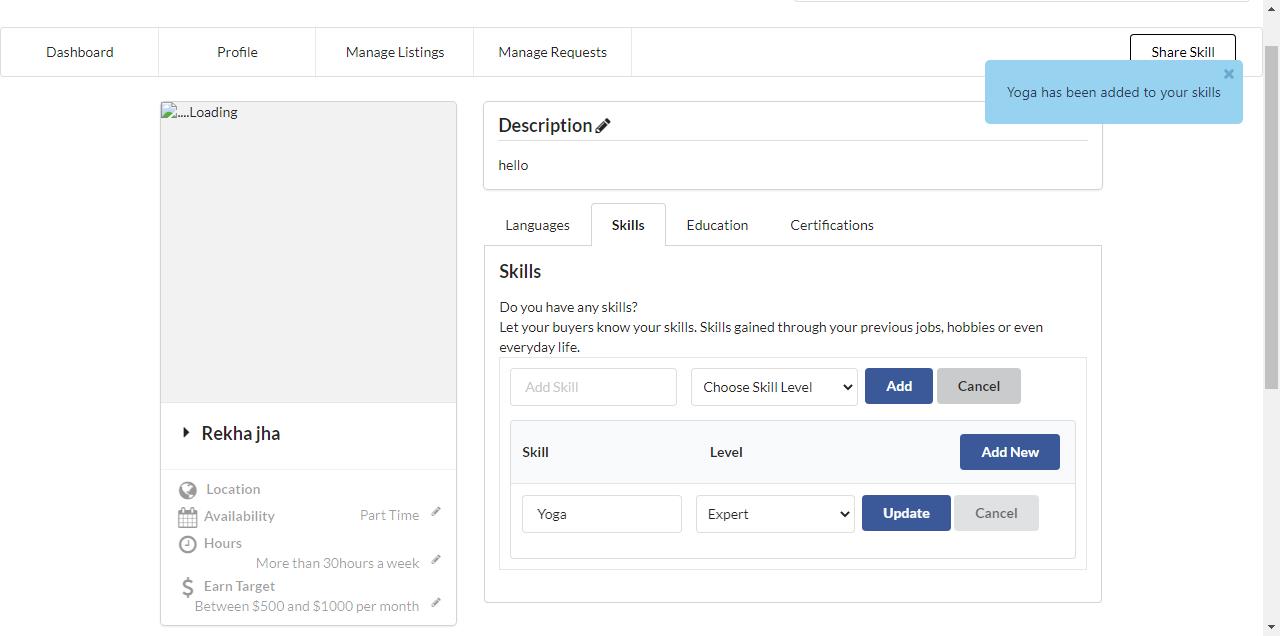 Dashboard
Profile
Manage Listings
Manage Requests
Share Skill
×
Yoga has been added to your skills
....Loading
Description
hello
Languages
Skills
Education
Certifications
Skills
Do you have any skills?
Let your buyers know your skills. Skills gained through your previous jobs, hobbies or even
everyday life.
Add Skill
Choose Skill Level
Add
Cancel
Skill
Level
Add New
Yoga
Expert
Update
Cancel
Rekha jha
Location
Availability
Part Time
Hours
More than 30hours a week
Earn Target
Between $500 and $1000 per month